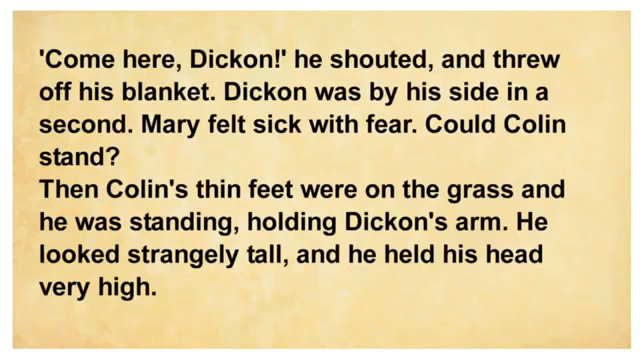 'Come here, Dickon!' he shouted, and threw
off his blanket. Dickon was by his side in a
second. Mary felt sick with fear. Could Colin
stand?
Then Colin's thin feet were on the grass and
he was standing, holding Dickon's arm. He
looked strangely tall, and he held his head
very high.